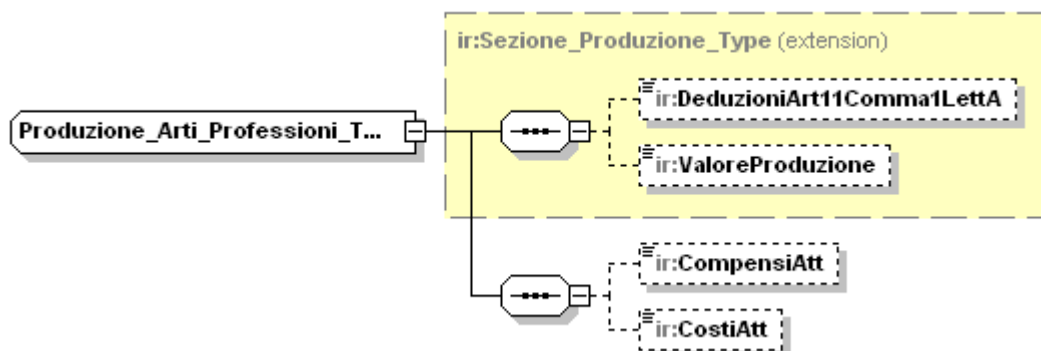 ir:Sezione_Produzione_Type (extension)
ir:DeduzioniArt11Comma1LettA
Produzione_Arti_Professioni_T...
ir:ValoreProduzione
ir:CompensiAtt
ir:CostiAtt